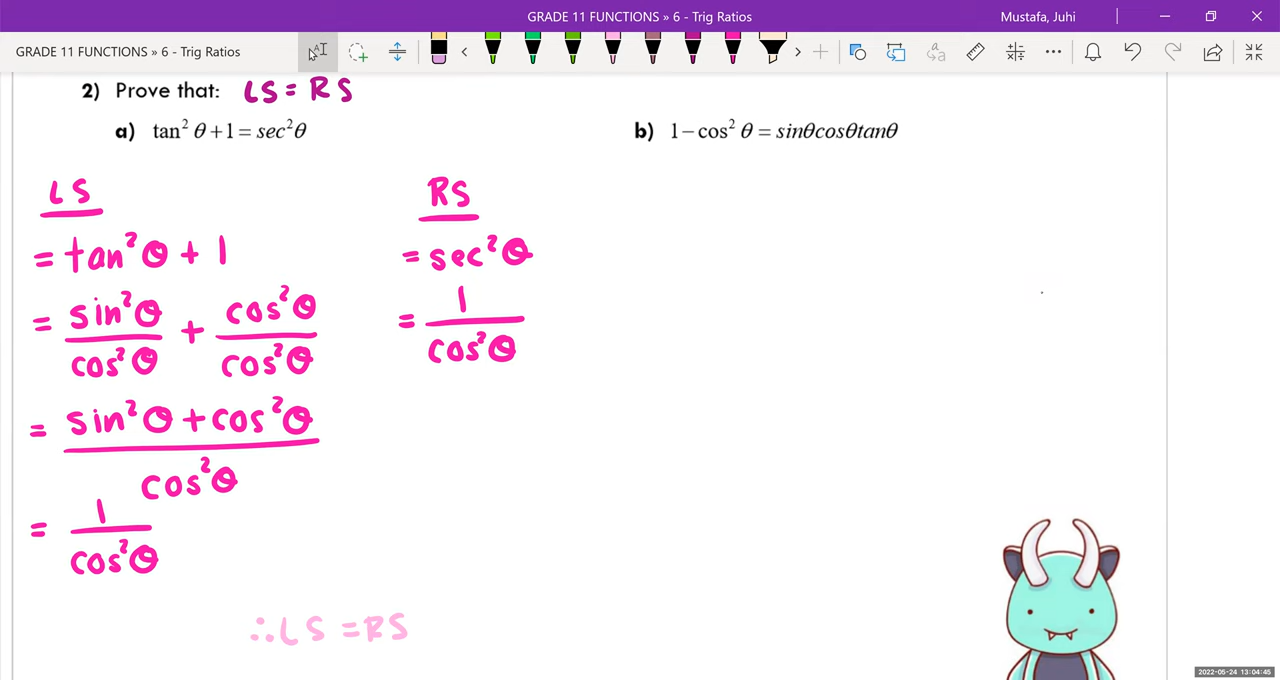 GRADE 11 FUNCTIONS » 6 - Trig Ratios
Mustafa, Juhi
GRADE 11 FUNCTIONS » 6 - Trig Ratios
2) Prove that: LS = RS
a) tan² θ + 1 = sec²θ
b) 1 − cos² θ = sinθcosθtanθ
LS
= tan²θ + 1
= sin²θ/cos²θ + cos²θ/cos²θ
= sin²θ + cos²θ/cos²θ
= 1/cos²θ
RS
= sec²θ
= 1/cos²θ
∴ LS = RS
2022-05-24 13:04:45